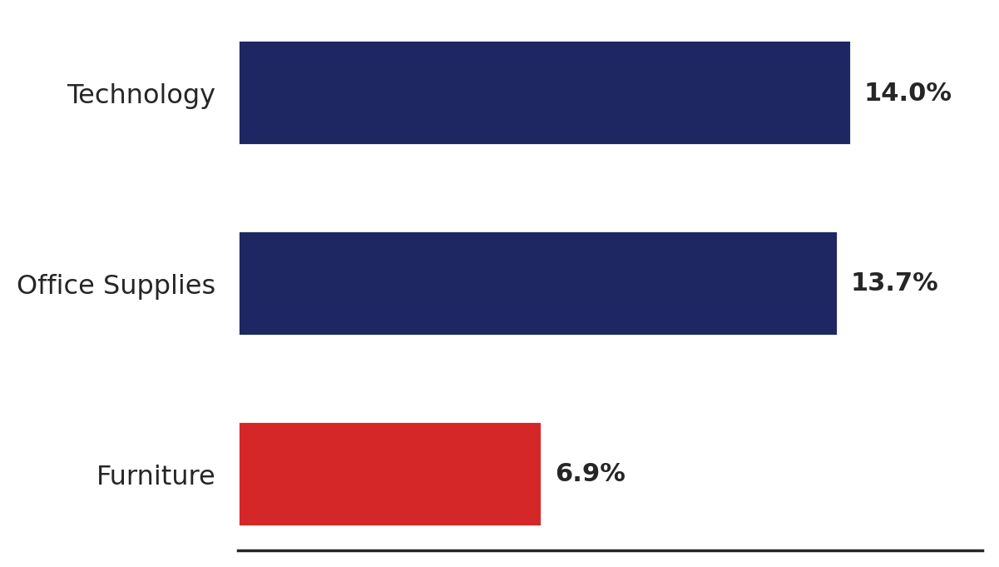 Technology 14.0%
Office Supplies 13.7%
Furniture 6.9%